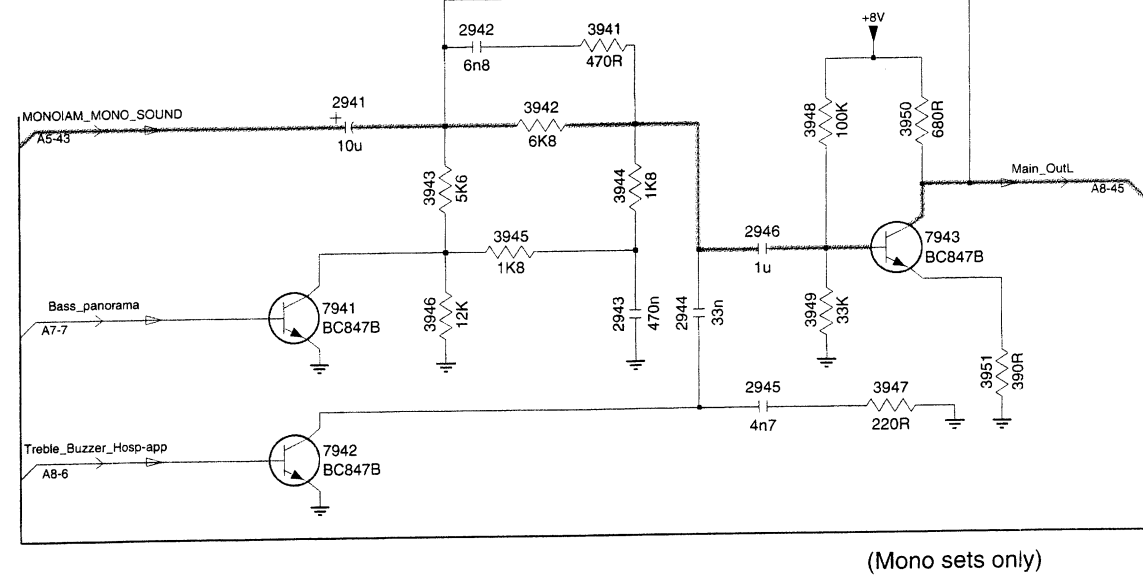 +8V
2942
6n8
3941
470R
MONO|AM_MONO_SOUND
A5-43
2941
+
10u
3942
6K8
3948
100K
3950
680R
3943
5K6
3944
1K8
Main_OutL
A8-45
3945
1K8
2946
1u
7943
BC847B
Bass_panorama
A7-7
7941
BC847B
3946
12K
2943
470n
2944
33n
3949
33K
3951
390R
2945
4n7
3947
220R
Treble_Buzzer_Hosp-app
A8-6
7942
BC847B
(Mono sets only)